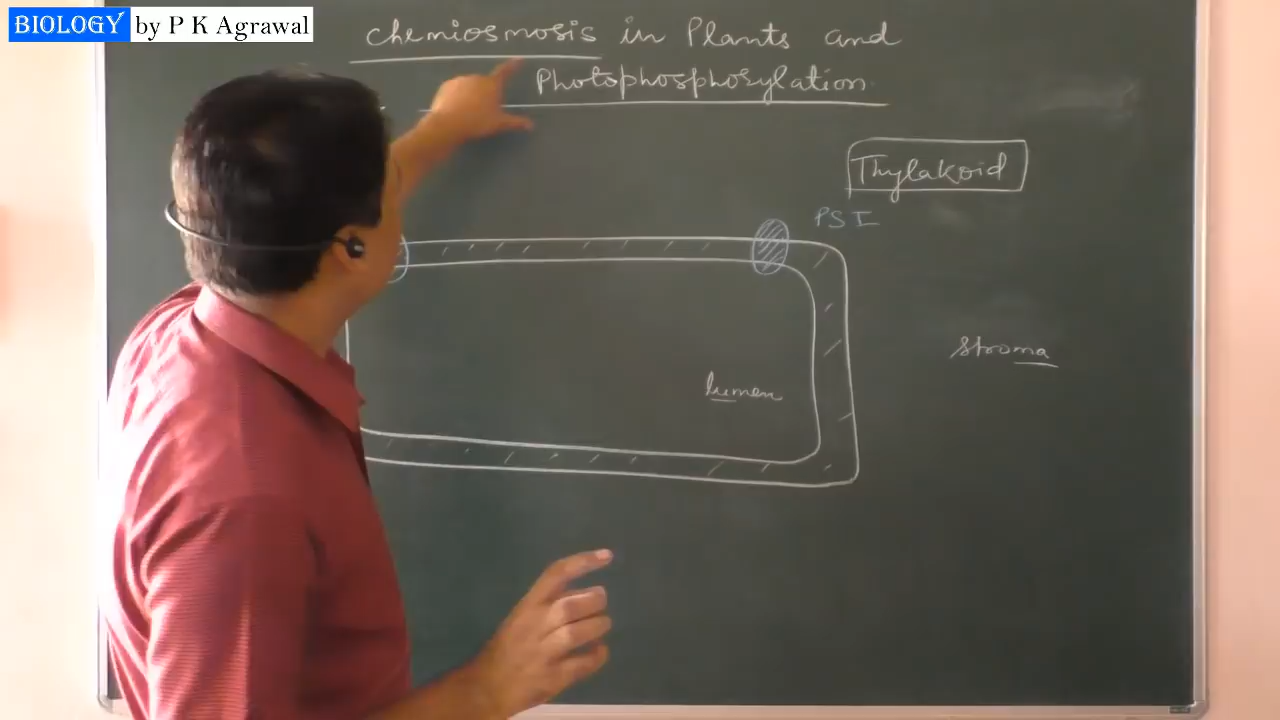 BIOLOGY by P K Agrawal
chemiosmosis in Plants and
Photophosphorylation
Thylakoid
PS I
stroma
lumen